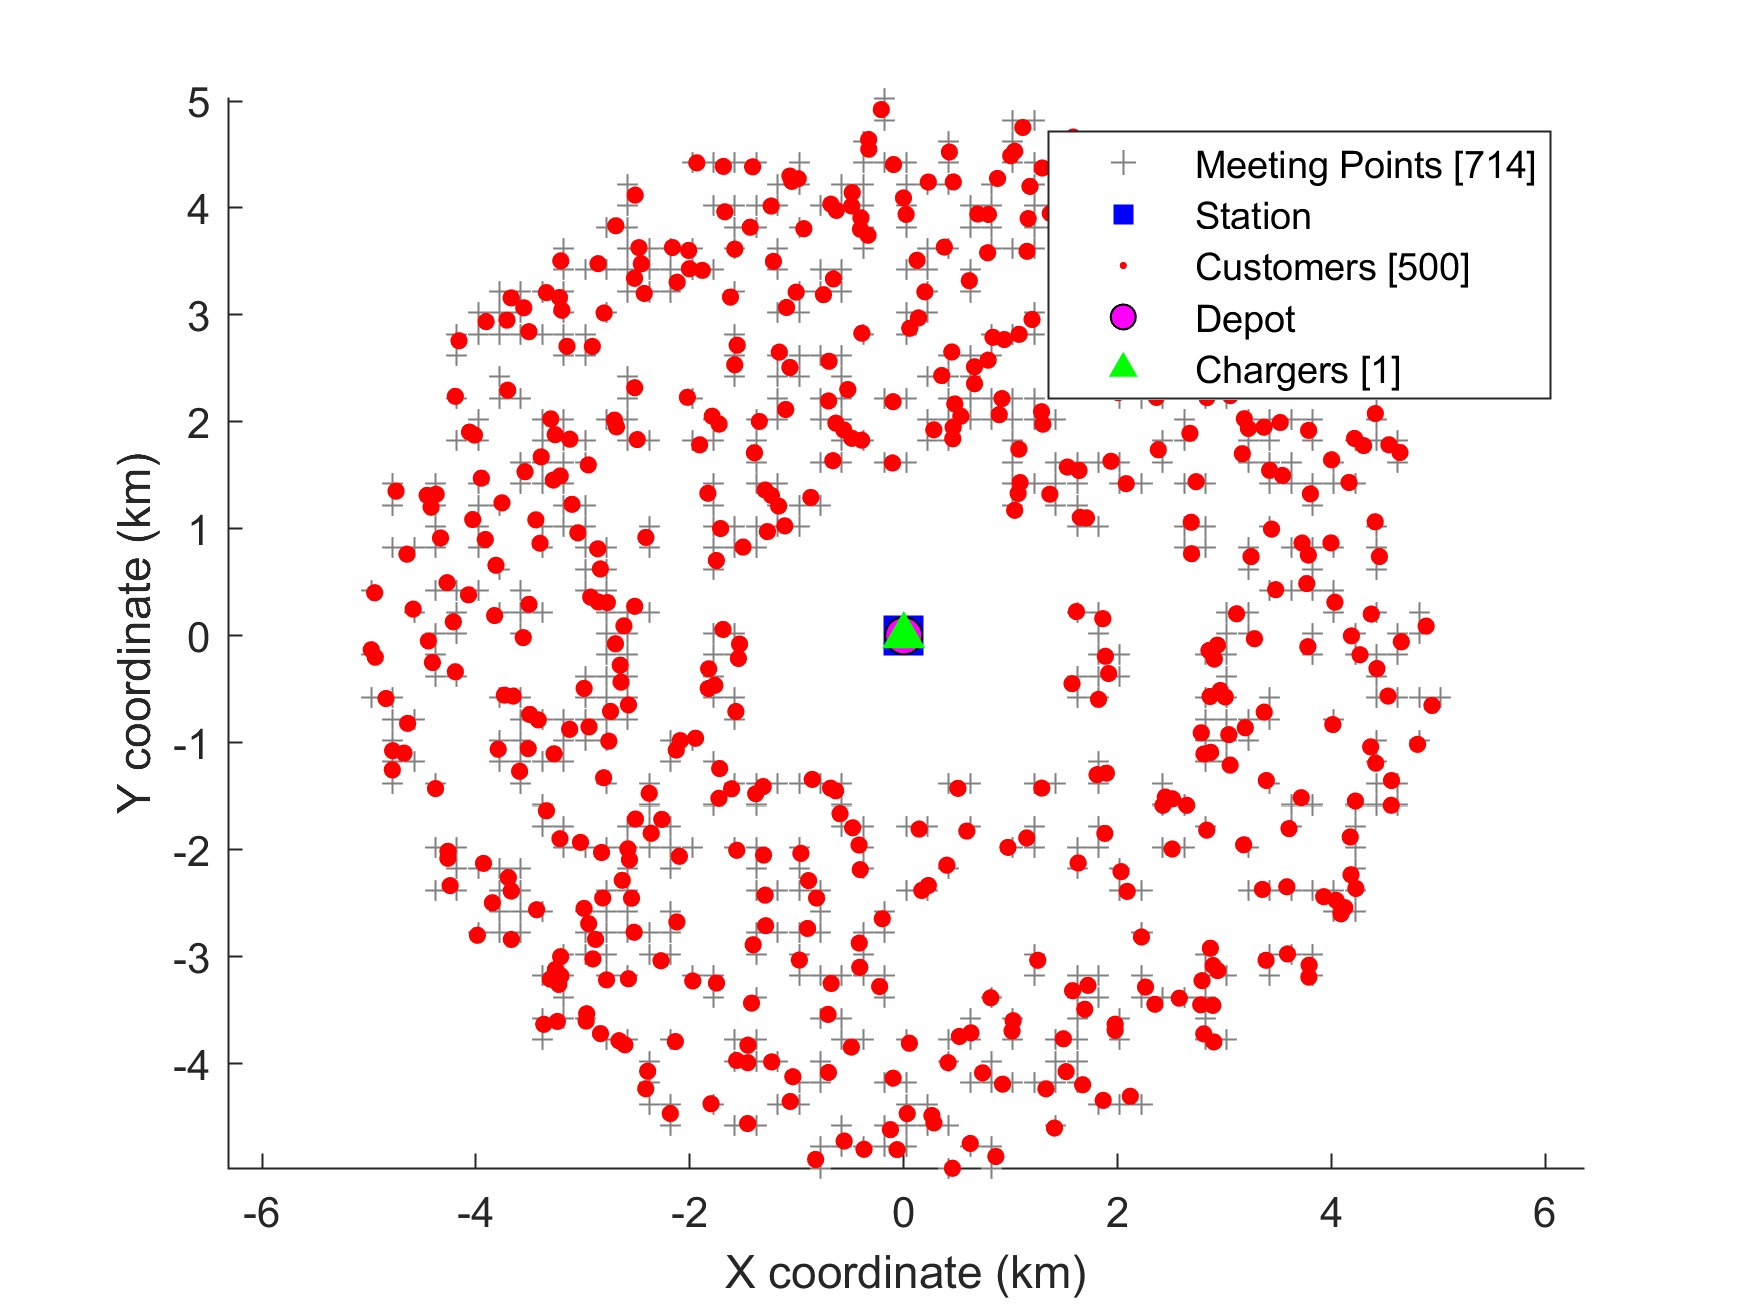 5
4
3
2
1
0
-1
-2
-3
-4
Y coordinate (km)
Meeting Points [714]
Station
Customers [500]
Depot
Chargers [1]
-6 -4 -2 0 2 4 6
X coordinate (km)